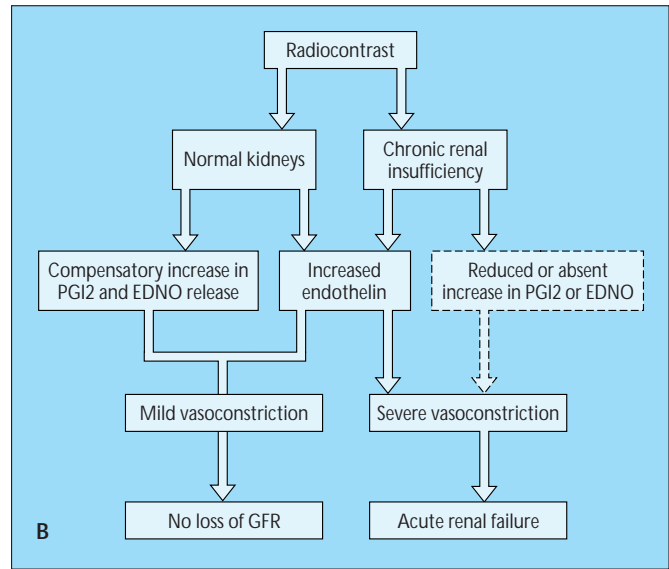 Radiocontrast
Normal kidneys
Chronic renal
insufficiency
Compensatory increase in
PGI2 and EDNO release
Increased
endothelin
Reduced or absent
increase in PGI2 or EDNO
Mild vasoconstriction
Severe vasoconstriction
No loss of GFR
Acute renal failure
B